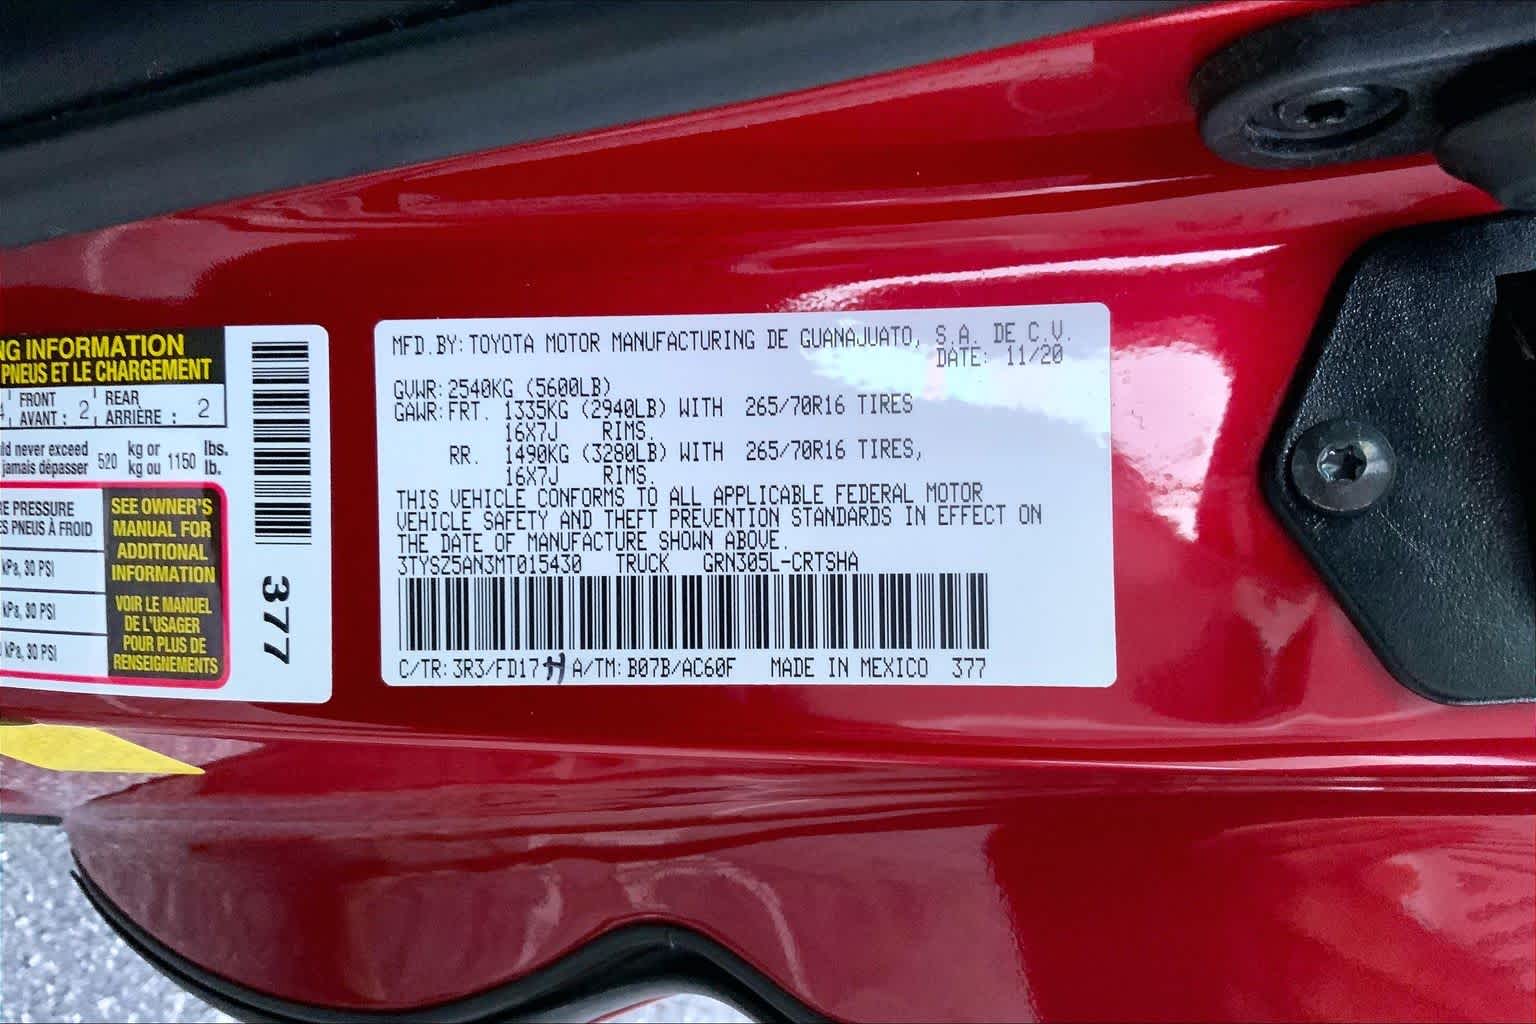 NG INFORMATION
PNEUS ET LE CHARGEMENT
FRONT REAR
AVANT : 2 ARRIÈRE : 2
ld never exceed 520 kg or 1150 lbs.
jamais dépasser kg ou lb.
RE PRESSURE
ES PNEUS À FROID
kPa, 30 PSI
kPa, 30 PSI
kPa, 30 PSI
SEE OWNER'S
MANUAL FOR
ADDITIONAL
INFORMATION
VOIR LE MANUEL
DE L'USAGER
POUR PLUS DE
RENSEIGNEMENTS
377
MFD.BY: TOYOTA MOTOR MANUFACTURING DE GUANAJUATO, S.A. DE C.V.
DATE: 11/20
GVWR: 2540KG (5600LB)
GAWR: FRT. 1335KG (2940LB) WITH 265/70R16 TIRES
16X7J RIMS.
RR. 1490KG (3280LB) WITH 265/70R16 TIRES,
16X7J RIMS.
THIS VEHICLE CONFORMS TO ALL APPLICABLE FEDERAL MOTOR
VEHICLE SAFETY AND THEFT PREVENTION STANDARDS IN EFFECT ON
THE DATE OF MANUFACTURE SHOWN ABOVE.
3TYSZ5AN3MT015430 TRUCK GRN305L-CRTSHA
C/TR: 3R3/FD17 H A/TM: B07B/AC60F MADE IN MEXICO 377